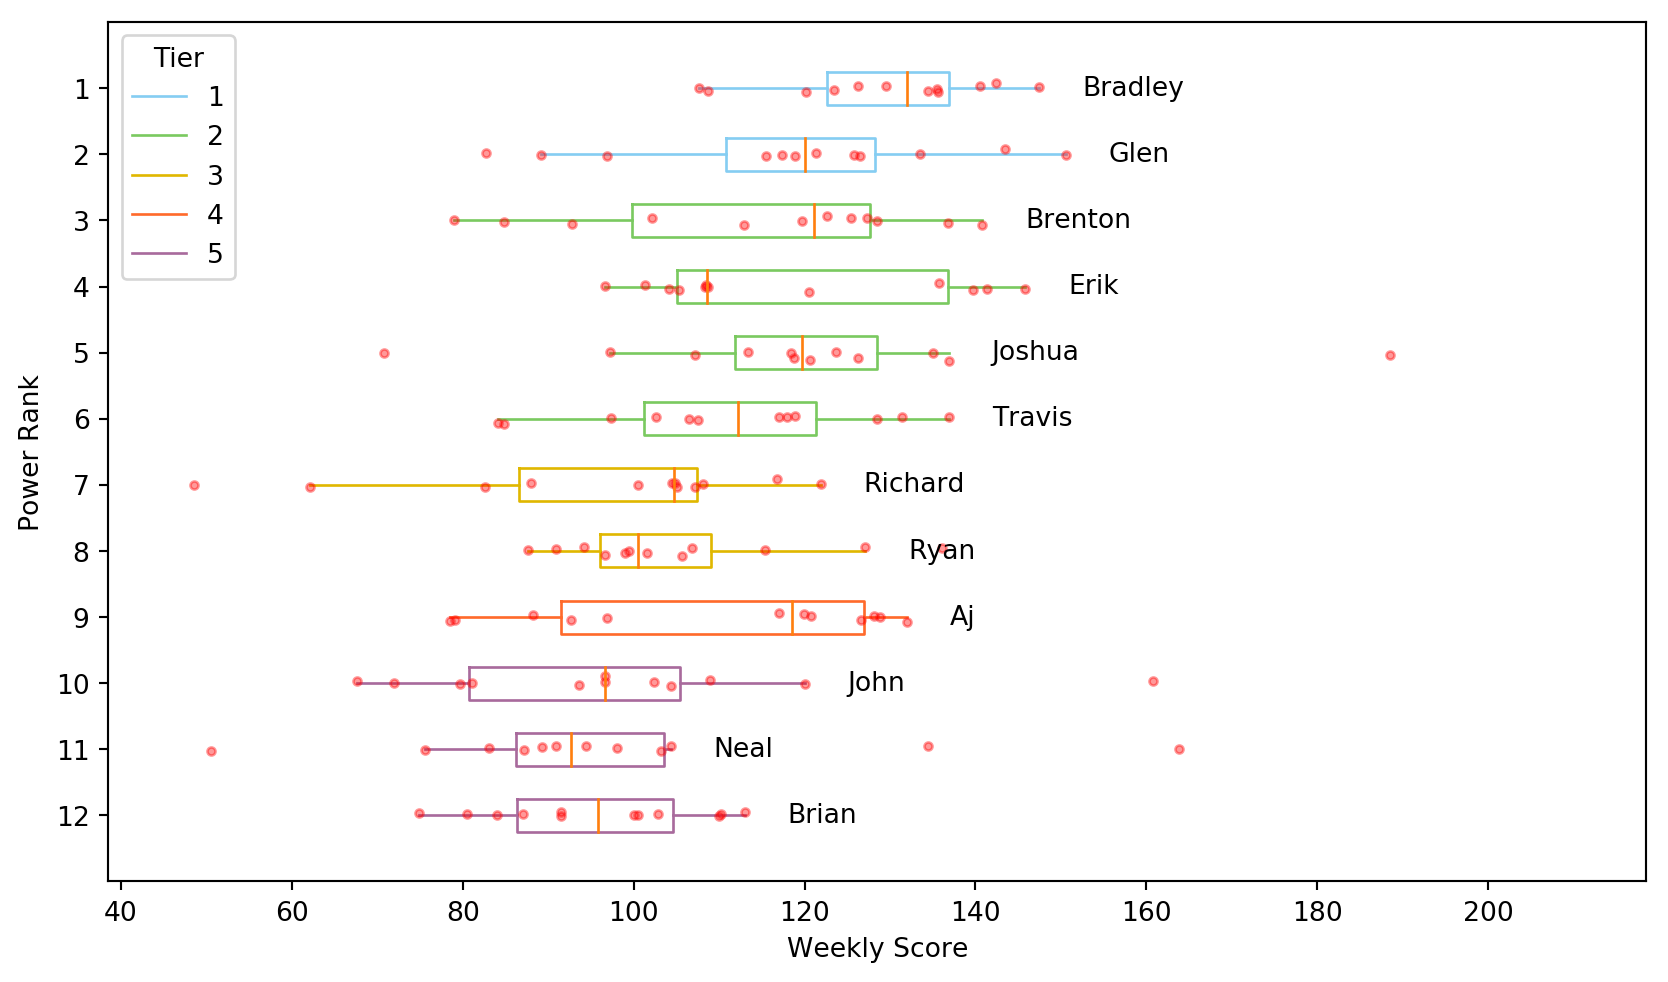 Tier
1
2
3
4
5
Power Rank
1 Bradley
2 Glen
3 Brenton
4 Erik
5 Joshua
6 Travis
7 Richard
8 Ryan
9 Aj
10 John
11 Neal
12 Brian
40 60 80 100 120 140 160 180 200
Weekly Score